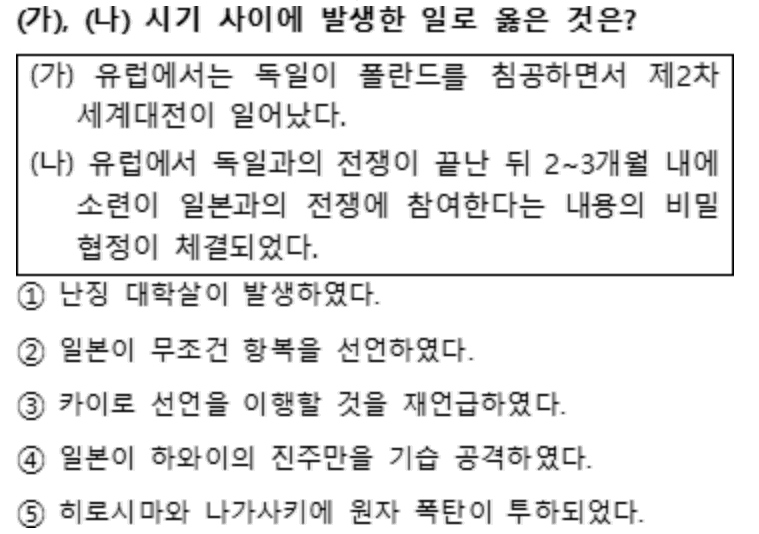 (가), (나) 시기 사이에 발생한 일로 옳은 것은?
(가) 유럽에서는 독일이 폴란드를 침공하면서 제2차
세계대전이 일어났다.
(나) 유럽에서 독일과의 전쟁이 끝난 뒤 2~3개월 내에
소련이 일본과의 전쟁에 참여한다는 내용의 비밀
협정이 체결되었다.
① 난징 대학살이 발생하였다.
② 일본이 무조건 항복을 선언하였다.
③ 카이로 선언을 이행할 것을 재언급하였다.
④ 일본이 하와이의 진주만을 기습 공격하였다.
⑤ 히로시마와 나가사키에 원자 폭탄이 투하되었다.